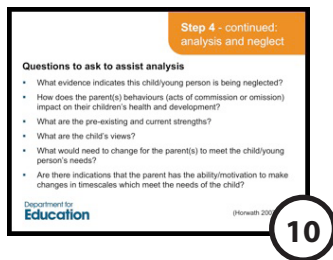 Step 4 - continued:
analysis and neglect
Questions to ask to assist analysis
• What evidence indicates this child/young person is being neglected?
• How does the parent(s) behaviours (acts of commission or omission)
impact on their children's health and development?
• What are the pre-existing and current strengths?
• What are the child's views?
• What would need to change for the parent(s) to meet the child/young
person's needs?
• Are there indications that the parent has the ability/motivation to make
changes in timescales which meet the needs of the child?
Department for
Education
(Horwath
10